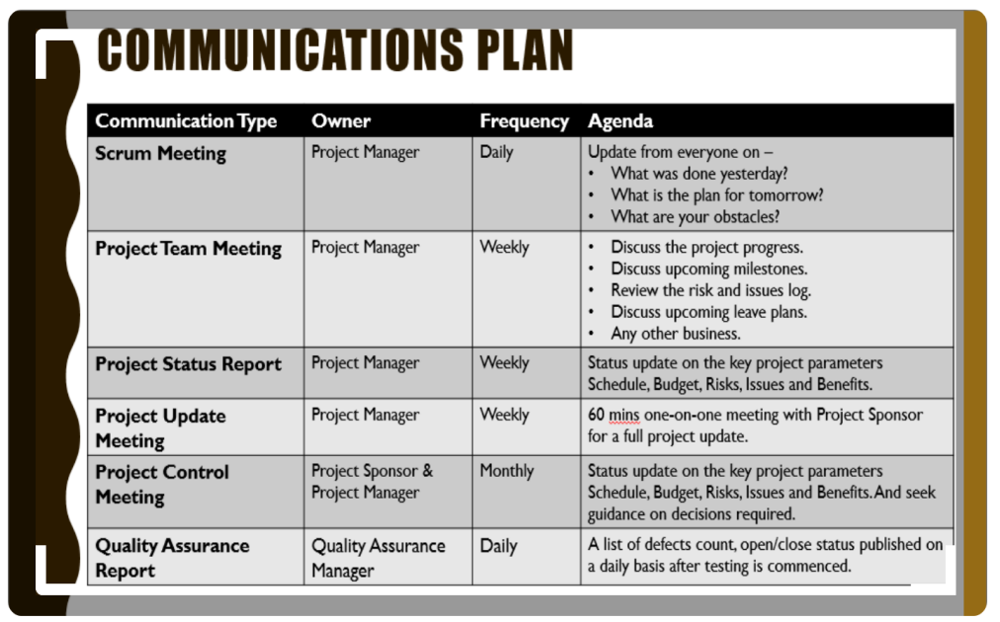 COMMUNICATIONS PLAN
Communication Type Owner Frequency Agenda
Scrum Meeting Project Manager Daily Update from everyone on –
• What was done yesterday?
• What is the plan for tomorrow?
• What are your obstacles?
Project Team Meeting Project Manager Weekly • Discuss the project progress.
• Discuss upcoming milestones.
• Review the risk and issues log.
• Discuss upcoming leave plans.
• Any other business.
Project Status Report Project Manager Weekly Status update on the key project parameters
Schedule, Budget, Risks, Issues and Benefits.
Project Update Project Manager Weekly 60 mins one-on-one meeting with Project Sponsor
Meeting for a full project update.
Project Control Project Sponsor & Monthly Status update on the key project parameters
Meeting Project Manager Schedule, Budget, Risks, Issues and Benefits. And seek
guidance on decisions required.
Quality Assurance Quality Assurance Daily A list of defects count, open/close status published on
Report Manager a daily basis after testing is commenced.